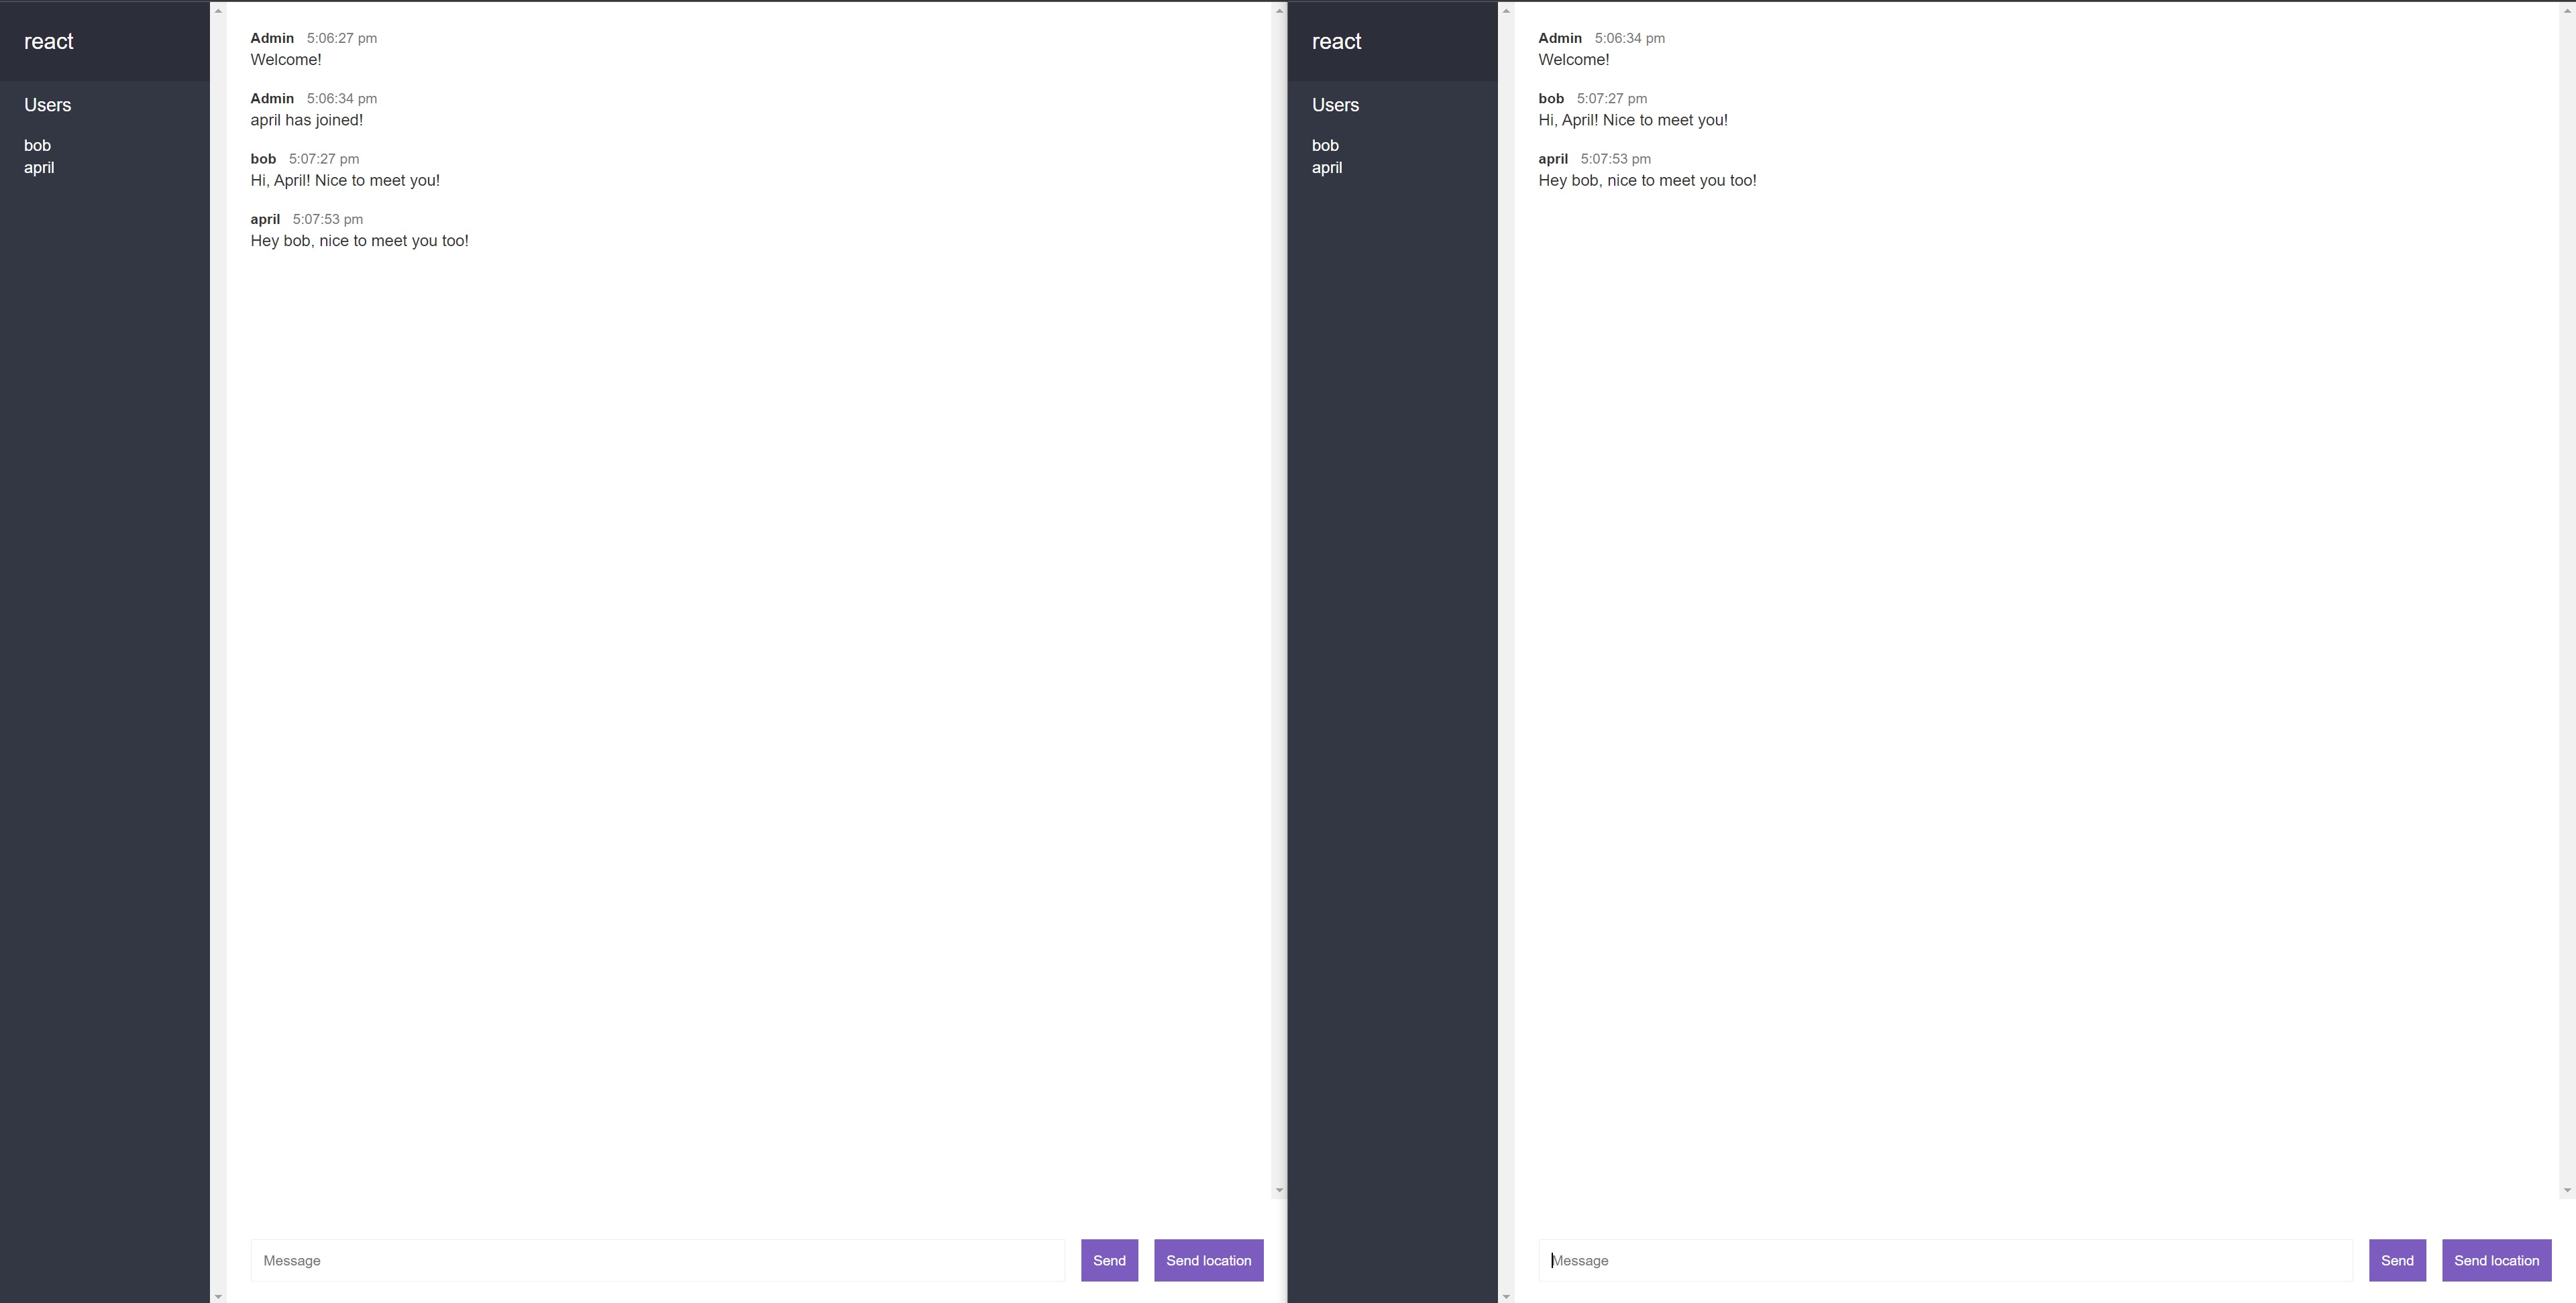 react
Users
bob
april
Admin 5:06:27 pm
Welcome!
Admin 5:06:34 pm
april has joined!
bob 5:07:27 pm
Hi, April! Nice to meet you!
april 5:07:53 pm
Hey bob, nice to meet you too!
Message
Send
Send location
react
Users
bob
april
Admin 5:06:34 pm
Welcome!
bob 5:07:27 pm
Hi, April! Nice to meet you!
april 5:07:53 pm
Hey bob, nice to meet you too!
Message
Send
Send location